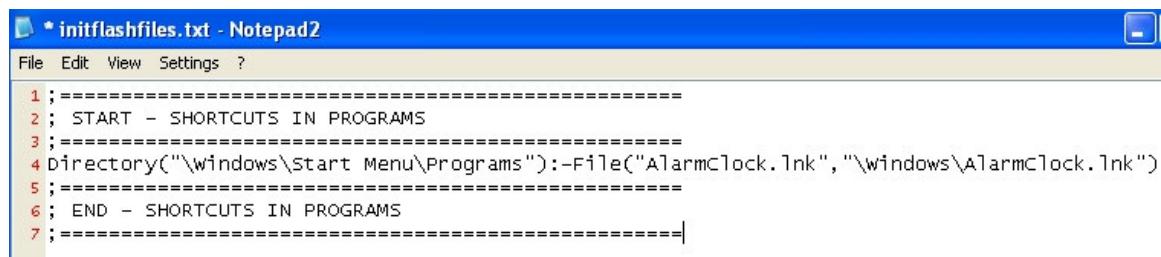 * initflashfiles.txt - Notepad2
File Edit View Settings ?
1 ;===================================================
2 ; START – SHORTCUTS IN PROGRAMS
3 ;===================================================
4 Directory("\Windows\Start Menu\Programs"):-File("AlarmClock.lnk","\Windows\AlarmClock.lnk")
5 ;===================================================
6 ; END – SHORTCUTS IN PROGRAMS
7 ;===================================================